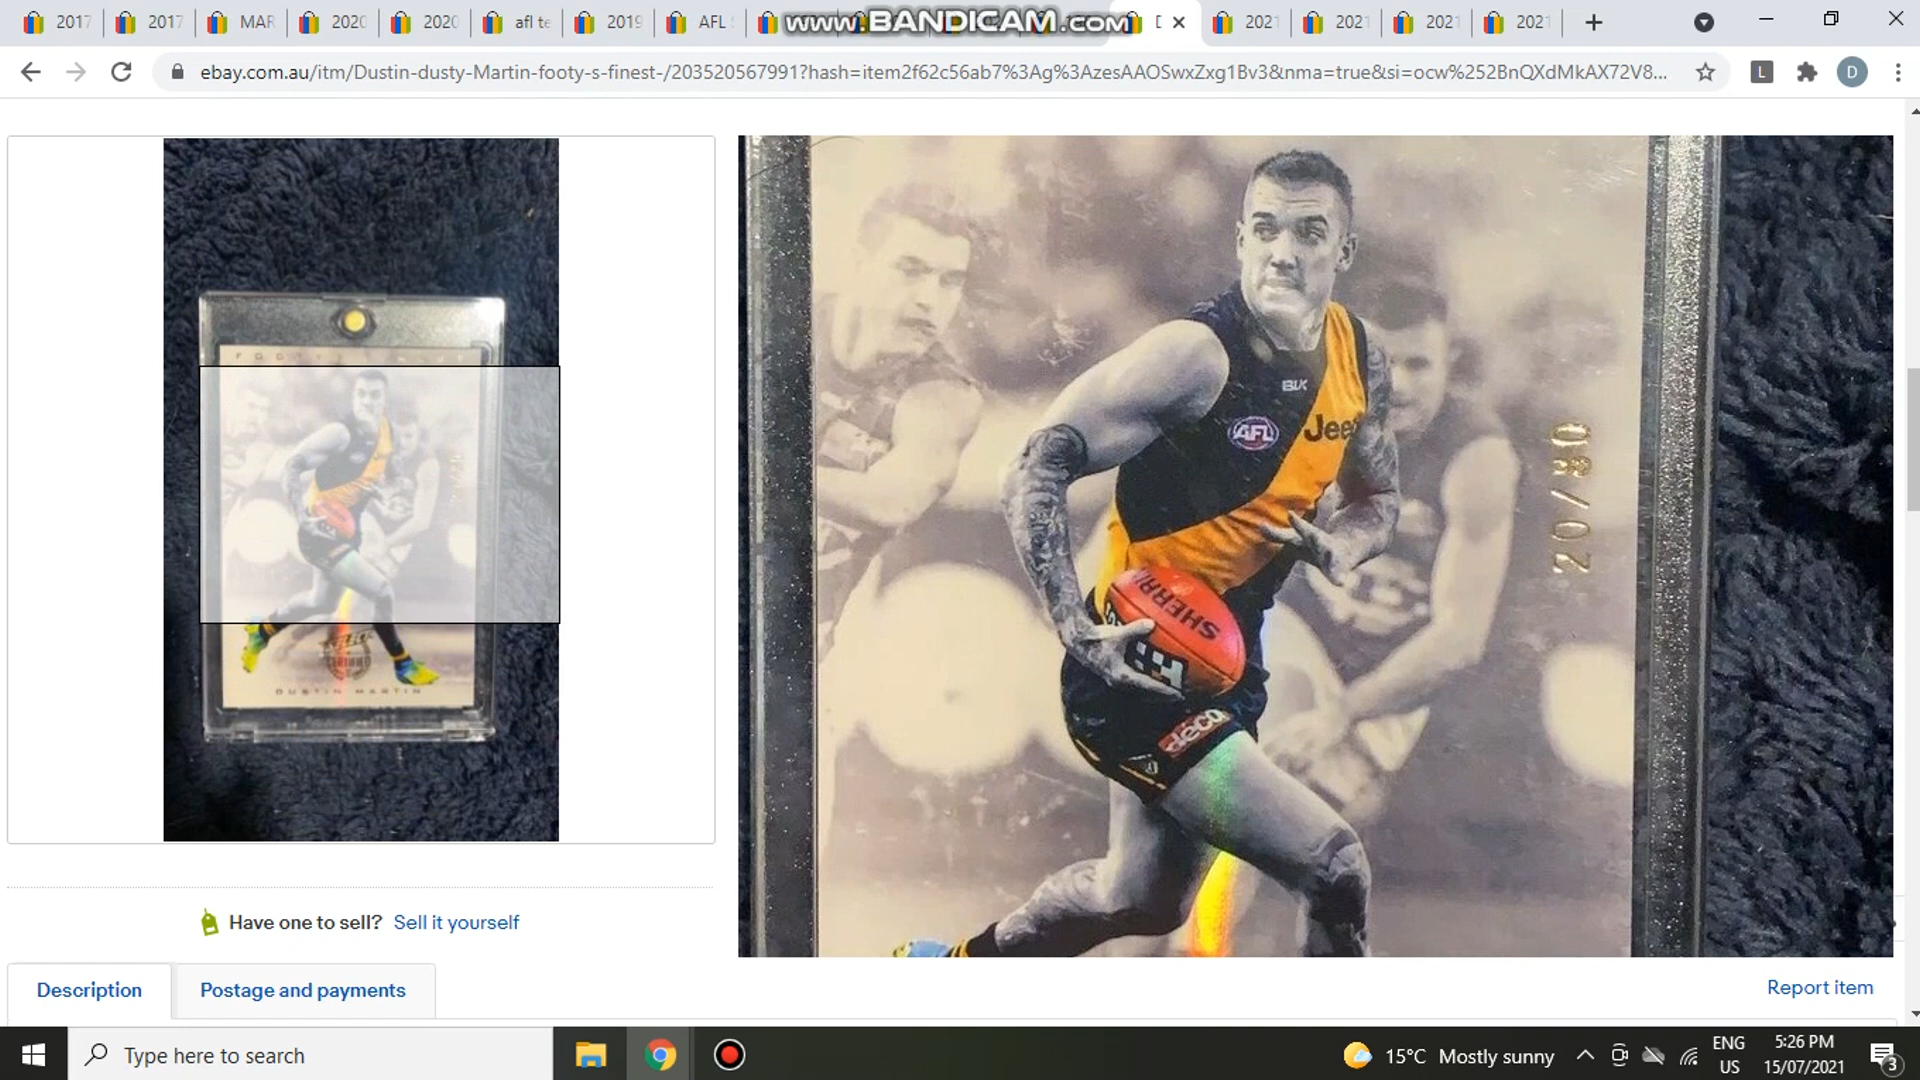 2017
2017
MAR
2020
2020
afl te
2019
AFL
www.BANDICAM.com
D
2021
2021
2021
2021
ebay.com.au/itm/Dustin-dusty-Martin-footy-s-finest-/203520567991?hash=item2f62c56ab7%3Ag%3AzesAAOSwxZxg1Bv3&nma=true&si=ocw%252BnQXdMkAX72V8...
L
D
DUSTIN MARTIN
BLK
AFL
Jeep
20/80
SHERRIN
deco
Have one to sell? Sell it yourself
Description
Postage and payments
Report item
Type here to search
15°C Mostly sunny
ENG
US
5:26 PM
15/07/2021
3